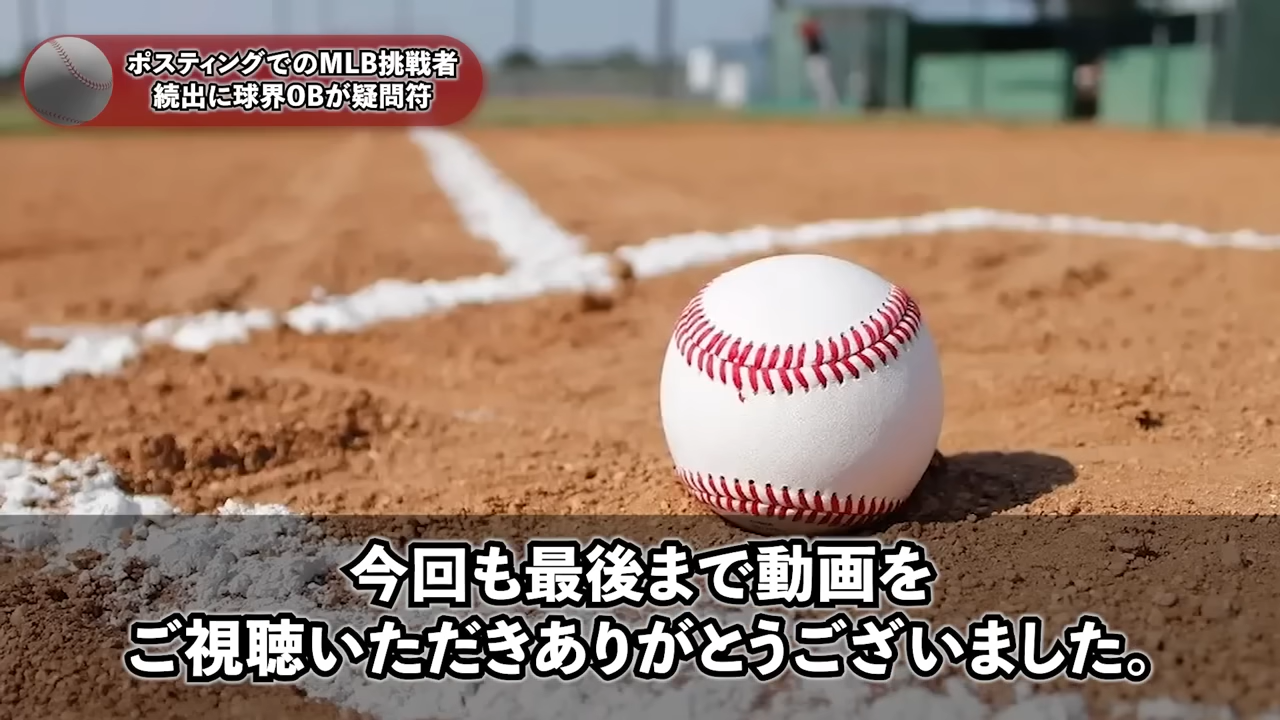 ポスティングでのMLB挑戦者
続出に球界OBが疑問符
今回も最後まで動画を
ご視聴いただきありがとうございました。